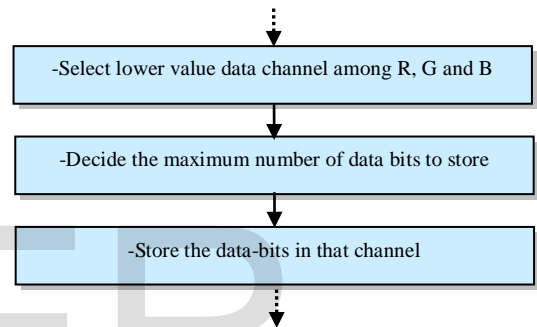 -Select lower value data channel among R, G and B
-Decide the maximum number of data bits to store
-Store the data-bits in that channel